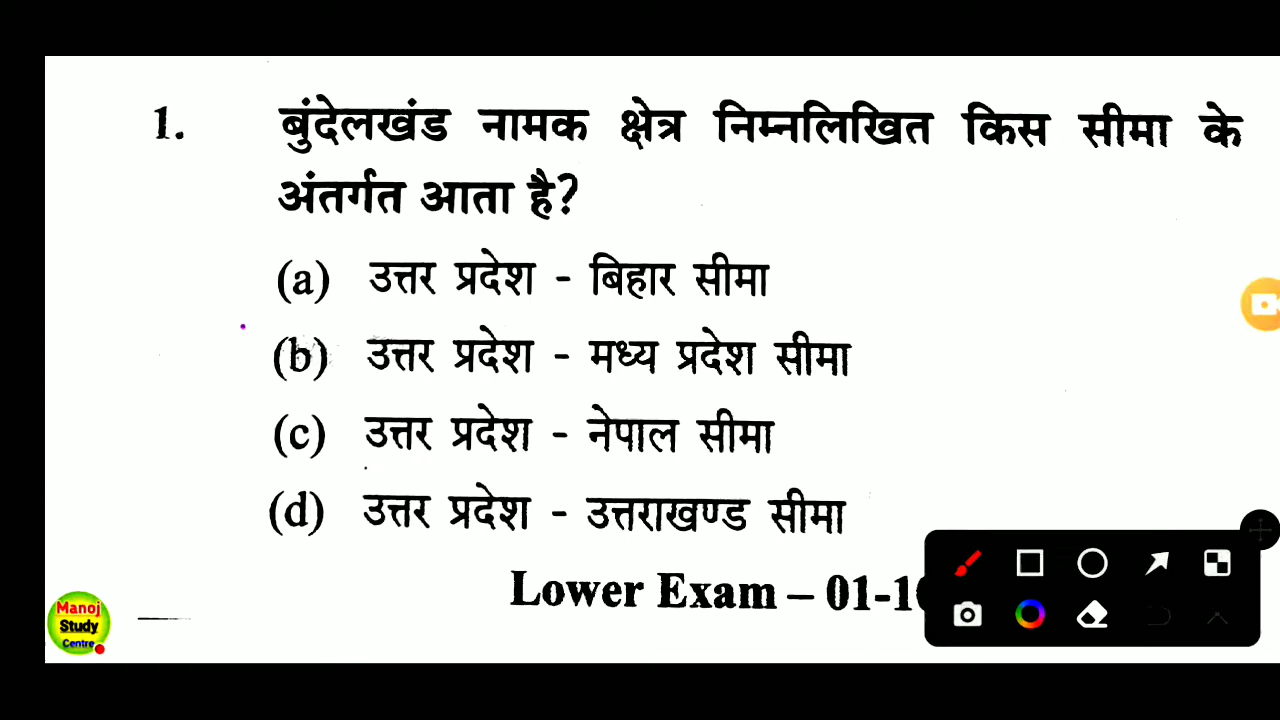 1. बुंदेलखंड नामक क्षेत्र निम्नलिखित किस सीमा के
अंतर्गत आता है?
(a) उत्तर प्रदेश - बिहार सीमा
(b) उत्तर प्रदेश - मध्य प्रदेश सीमा
(c) उत्तर प्रदेश - नेपाल सीमा
(d) उत्तर प्रदेश - उत्तराखण्ड सीमा
Lower Exam – 01-1
Manoj
Study
Centre